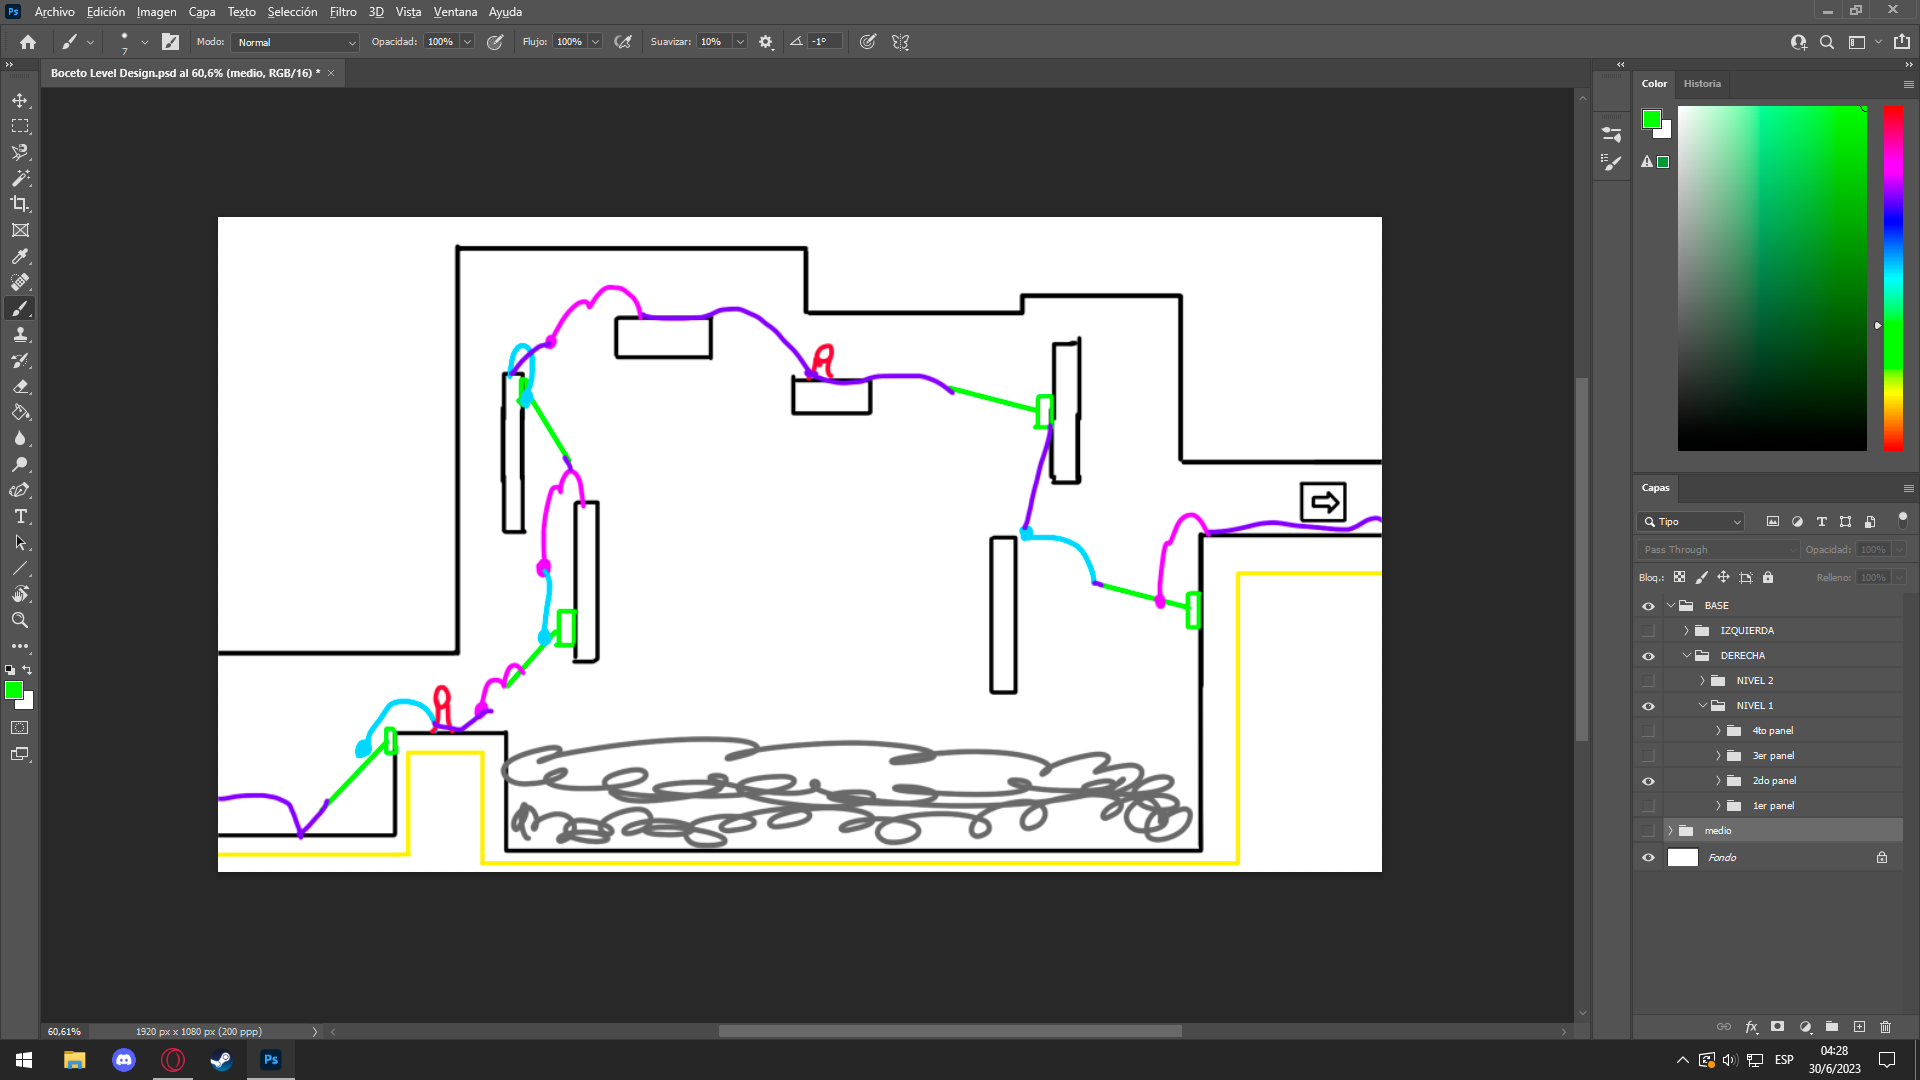 Ps Archivo Edición Imagen Capa Texto Selección Filtro 3D Vista Ventana Ayuda
7 Modo: Normal Opacidad: 100% Flujo: 100% Suavizar: 10% -1°
Boceto Level Design.psd al 60,6% (medio, RGB/16) * ×
Color Historia
Capas
Tipo
Pass Through Opacidad: 100%
Bloq.: Relleno: 100%
BASE
IZQUIERDA
DERECHA
NIVEL 2
NIVEL 1
4to panel
3er panel
2do panel
1er panel
medio
Fondo
fx
60,61% 1920 px x 1080 px (200 ppp)
Ps ESP 04:28
30/6/2023